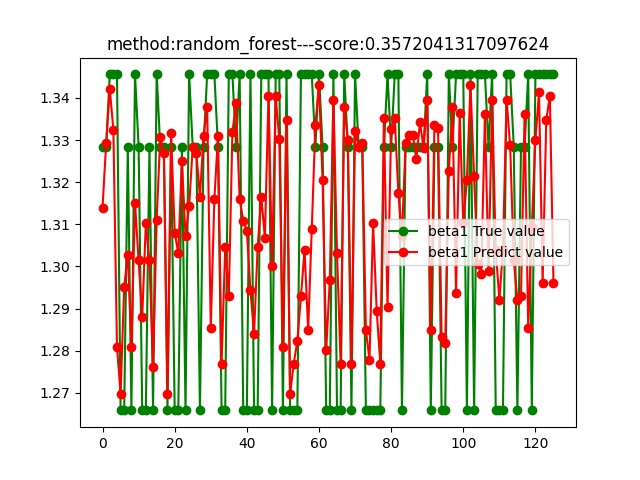 method:random_forest---score:0.3572041317097624
1.34
1.33
1.32
1.31
1.30
1.29
1.28
1.27
beta1 True value
beta1 Predict value
0 20 40 60 80 100 120